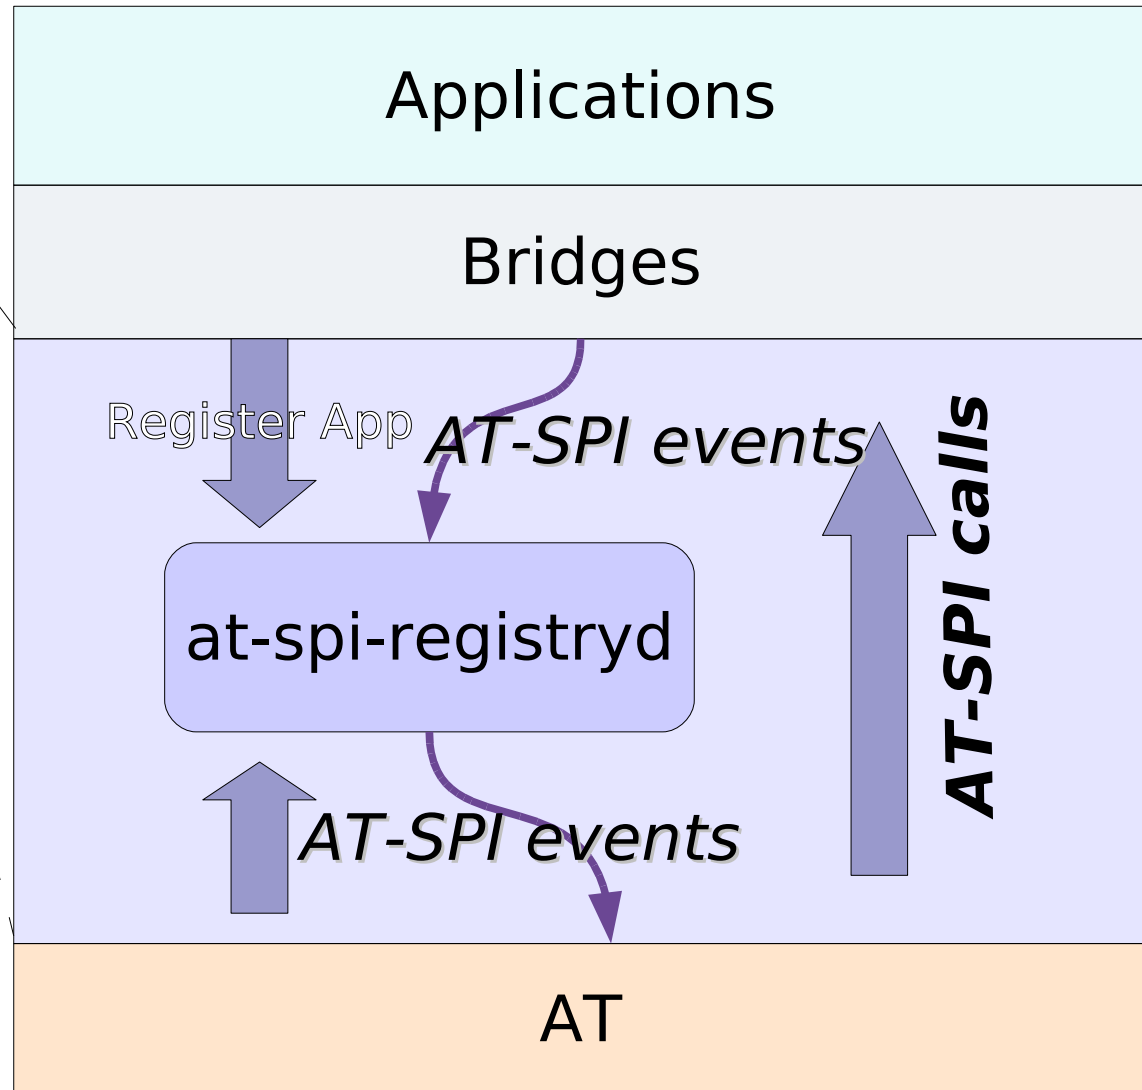 Applications
Bridges
Register App
AT-SPI events
AT-SPI calls
at-spi-registryd
AT-SPI events
AT